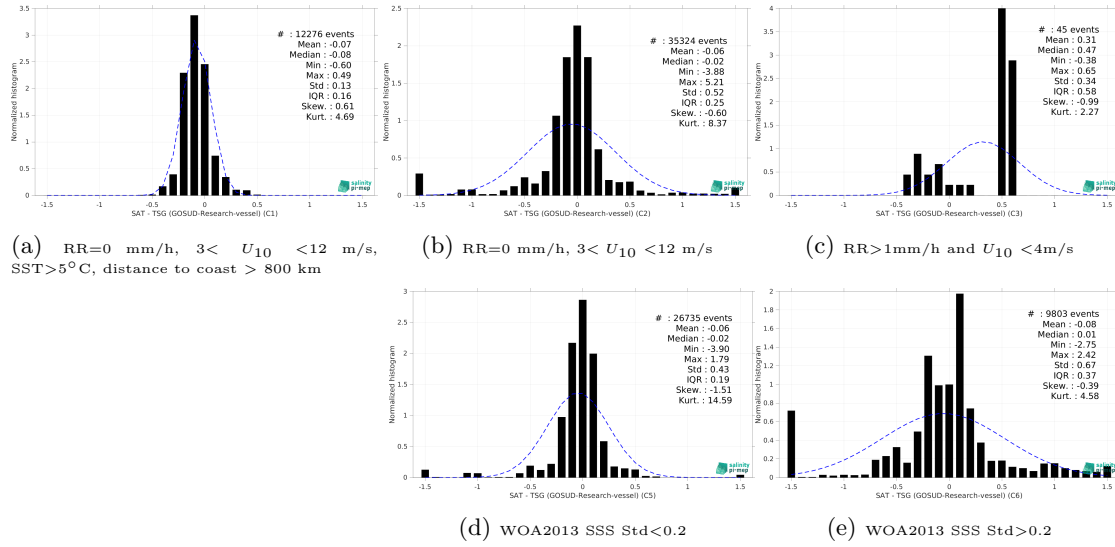 3.5
3
2.5
2
1.5
1
0.5
0
Normalized histogram
# : 12276 events
Mean : -0.07
Median : -0.08
Min : -0.60
Max : 0.49
Std : 0.13
IQR : 0.16
Skew. : 0.61
Kurt. : 4.69
salinity
pi-mep
-1.5 -1 -0.5 0 0.5 1 1.5
SAT - TSG (GOSUD-Research-vessel) (C1)
(a) RR=0 mm/h, 3< U10 <12 m/s,
SST>5°C, distance to coast > 800 km
2.5
2
1.5
1
0.5
0
Normalized histogram
# : 35324 events
Mean : -0.06
Median : -0.02
Min : -3.88
Max : 5.21
Std : 0.52
IQR : 0.25
Skew. : -0.60
Kurt. : 8.37
salinity
pi-mep
-1.5 -1 -0.5 0 0.5 1 1.5
SAT - TSG (GOSUD-Research-vessel) (C2)
(b) RR=0 mm/h, 3< U10 <12 m/s
4
3.5
3
2.5
2
1.5
1
0.5
0
Normalized histogram
# : 45 events
Mean : 0.31
Median : 0.47
Min : -0.38
Max : 0.65
Std : 0.34
IQR : 0.58
Skew. : -0.99
Kurt. : 2.27
salinity
pi-mep
-1.5 -1 -0.5 0 0.5 1 1.5
SAT - TSG (GOSUD-Research-vessel) (C3)
(c) RR>1mm/h and U10 <4m/s
3
2.5
2
1.5
1
0.5
0
Normalized histogram
# : 26735 events
Mean : -0.06
Median : -0.02
Min : -3.90
Max : 1.79
Std : 0.43
IQR : 0.19
Skew. : -1.51
Kurt. : 14.59
salinity
pi-mep
-1.5 -1 -0.5 0 0.5 1 1.5
SAT - TSG (GOSUD-Research-vessel) (C5)
(d) WOA2013 SSS Std<0.2
2
1.8
1.6
1.4
1.2
1
0.8
0.6
0.4
0.2
0
Normalized histogram
# : 9803 events
Mean : -0.08
Median : 0.01
Min : -2.75
Max : 2.42
Std : 0.67
IQR : 0.37
Skew. : -0.39
Kurt. : 4.58
salinity
pi-mep
-1.5 -1 -0.5 0 0.5 1 1.5
SAT - TSG (GOSUD-Research-vessel) (C6)
(e) WOA2013 SSS Std>0.2